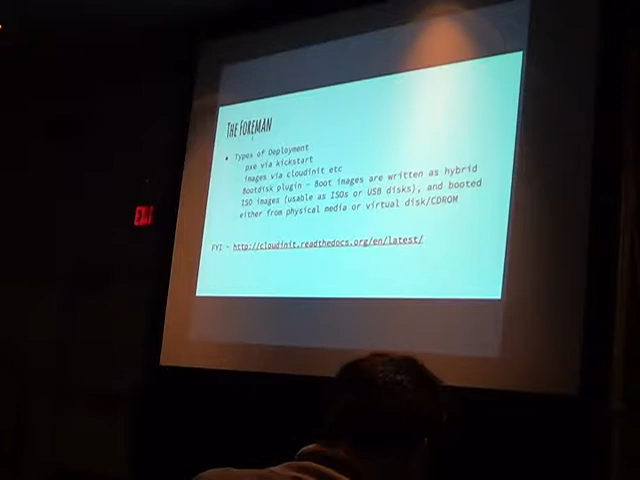 The Foreman
• Types of Deployment
pxe via kickstart
images via cloudinit etc
Bootdisk plugin - Boot images are written as hybrid
ISO images (usable as ISOs or USB disks), and booted
either from physical media or virtual disk/CDROM
FYI - http://cloudinit.readthedocs.org/en/latest/
EXIT